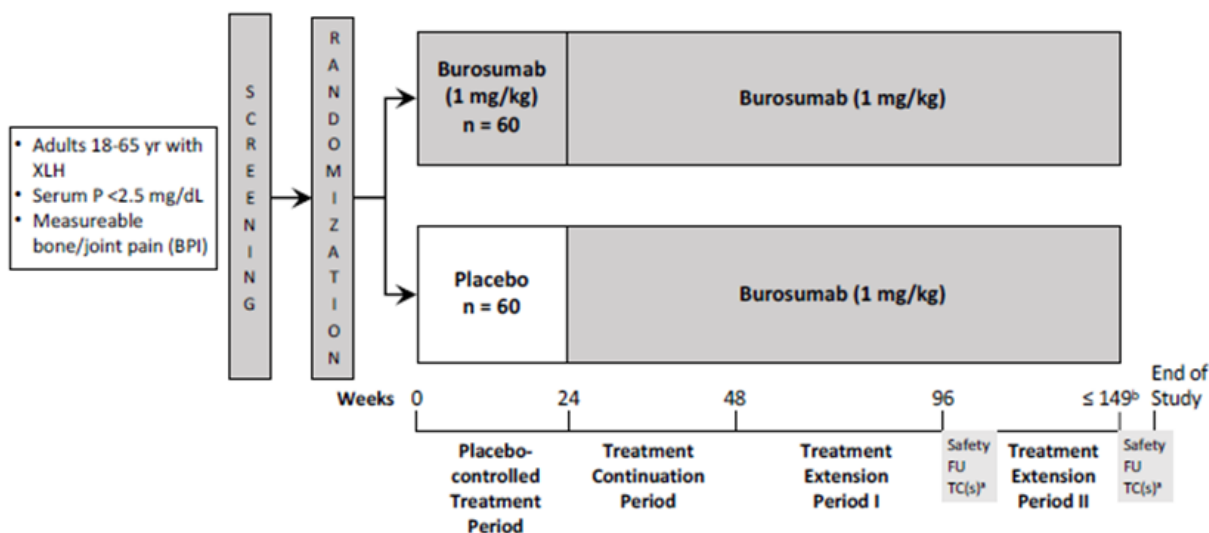 • Adults 18-65 yr with
XLH
• Serum P <2.5 mg/dL
• Measureable
bone/joint pain (BPI)
SCREENING
RANDOMIZATION
Burosumab
(1 mg/kg)
n = 60
Burosumab (1 mg/kg)
Placebo
n = 60
Burosumab (1 mg/kg)
Weeks 0 24 48 96 ≤ 149ᵇ End of
Study
Placebo-
controlled
Treatment
Period
Treatment
Continuation
Period
Treatment
Extension
Period I
Safety
FU
TC(s)ᵃ
Treatment
Extension
Period II
Safety
FU
TC(s)ᵃ